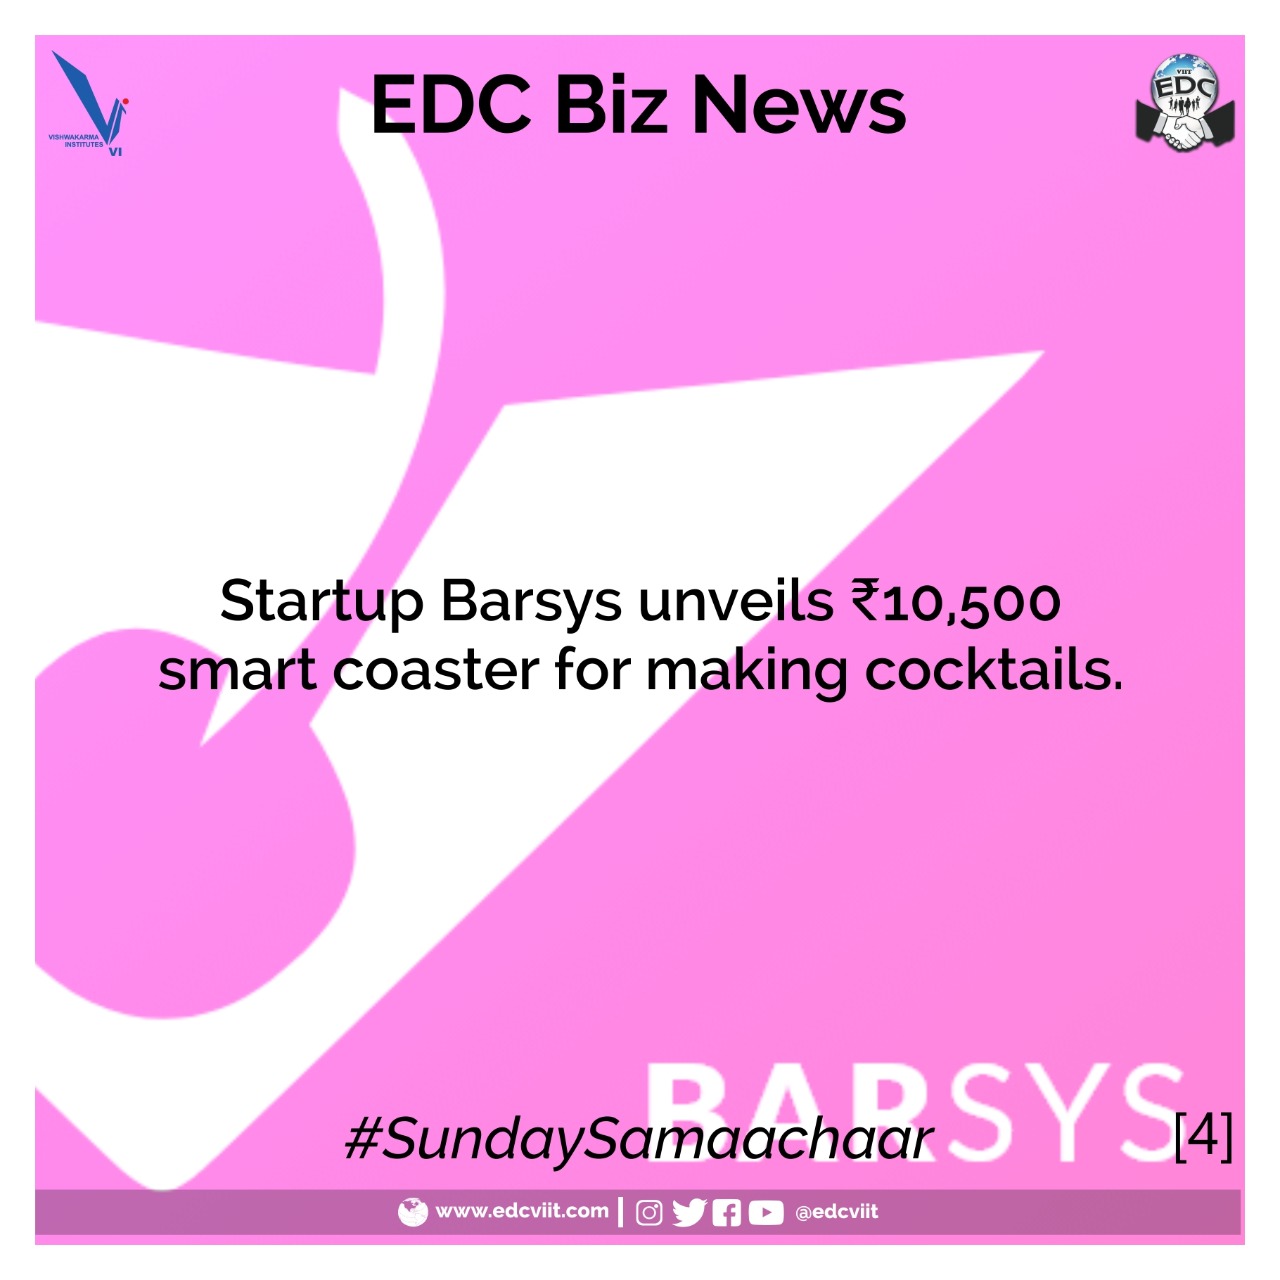 EDC Biz News
VISHWAKARMA
INSTITUTES
VI
VIIT
EDC
Startup Barsys unveils ₹10,500
smart coaster for making cocktails.
BARSYS
#SundaySamaachaar
[4]
www.edcviit.com
@edcviit